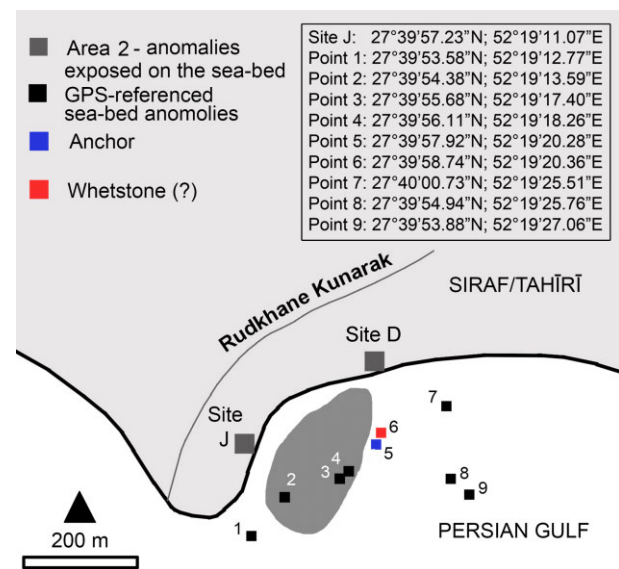 Area 2 - anomalies
exposed on the sea-bed
GPS-referenced
sea-bed anomolies
Anchor
Whetstone (?)
Site J: 27°39’57.23”N; 52°19’11.07”E
Point 1: 27°39’53.58”N; 52°19’12.77”E
Point 2: 27°39’54.38”N; 52°19’13.59”E
Point 3: 27°39’55.68”N; 52°19’17.40”E
Point 4: 27°39’56.11”N; 52°19’18.26”E
Point 5: 27°39’57.92”N; 52°19’20.28”E
Point 6: 27°39’58.74”N; 52°19’20.36”E
Point 7: 27°40’00.73”N; 52°19’25.51”E
Point 8: 27°39’54.94”N; 52°19’25.76”E
Point 9: 27°39’53.88”N; 52°19’27.06”E
Rudkhane Kunarak
SIRAF/TAHĪRĪ
Site D
Site
J
7
6
5
4
3
2
8
9
1
PERSIAN GULF
200 m